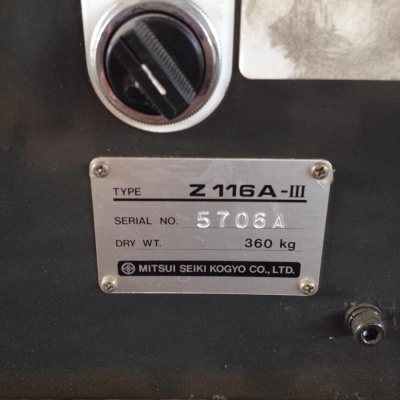 TYPE Z 116A-III
SERIAL NO. 5706A
DRY WT. 360 kg
MITSUI SEIKI KOGYO CO., LTD.